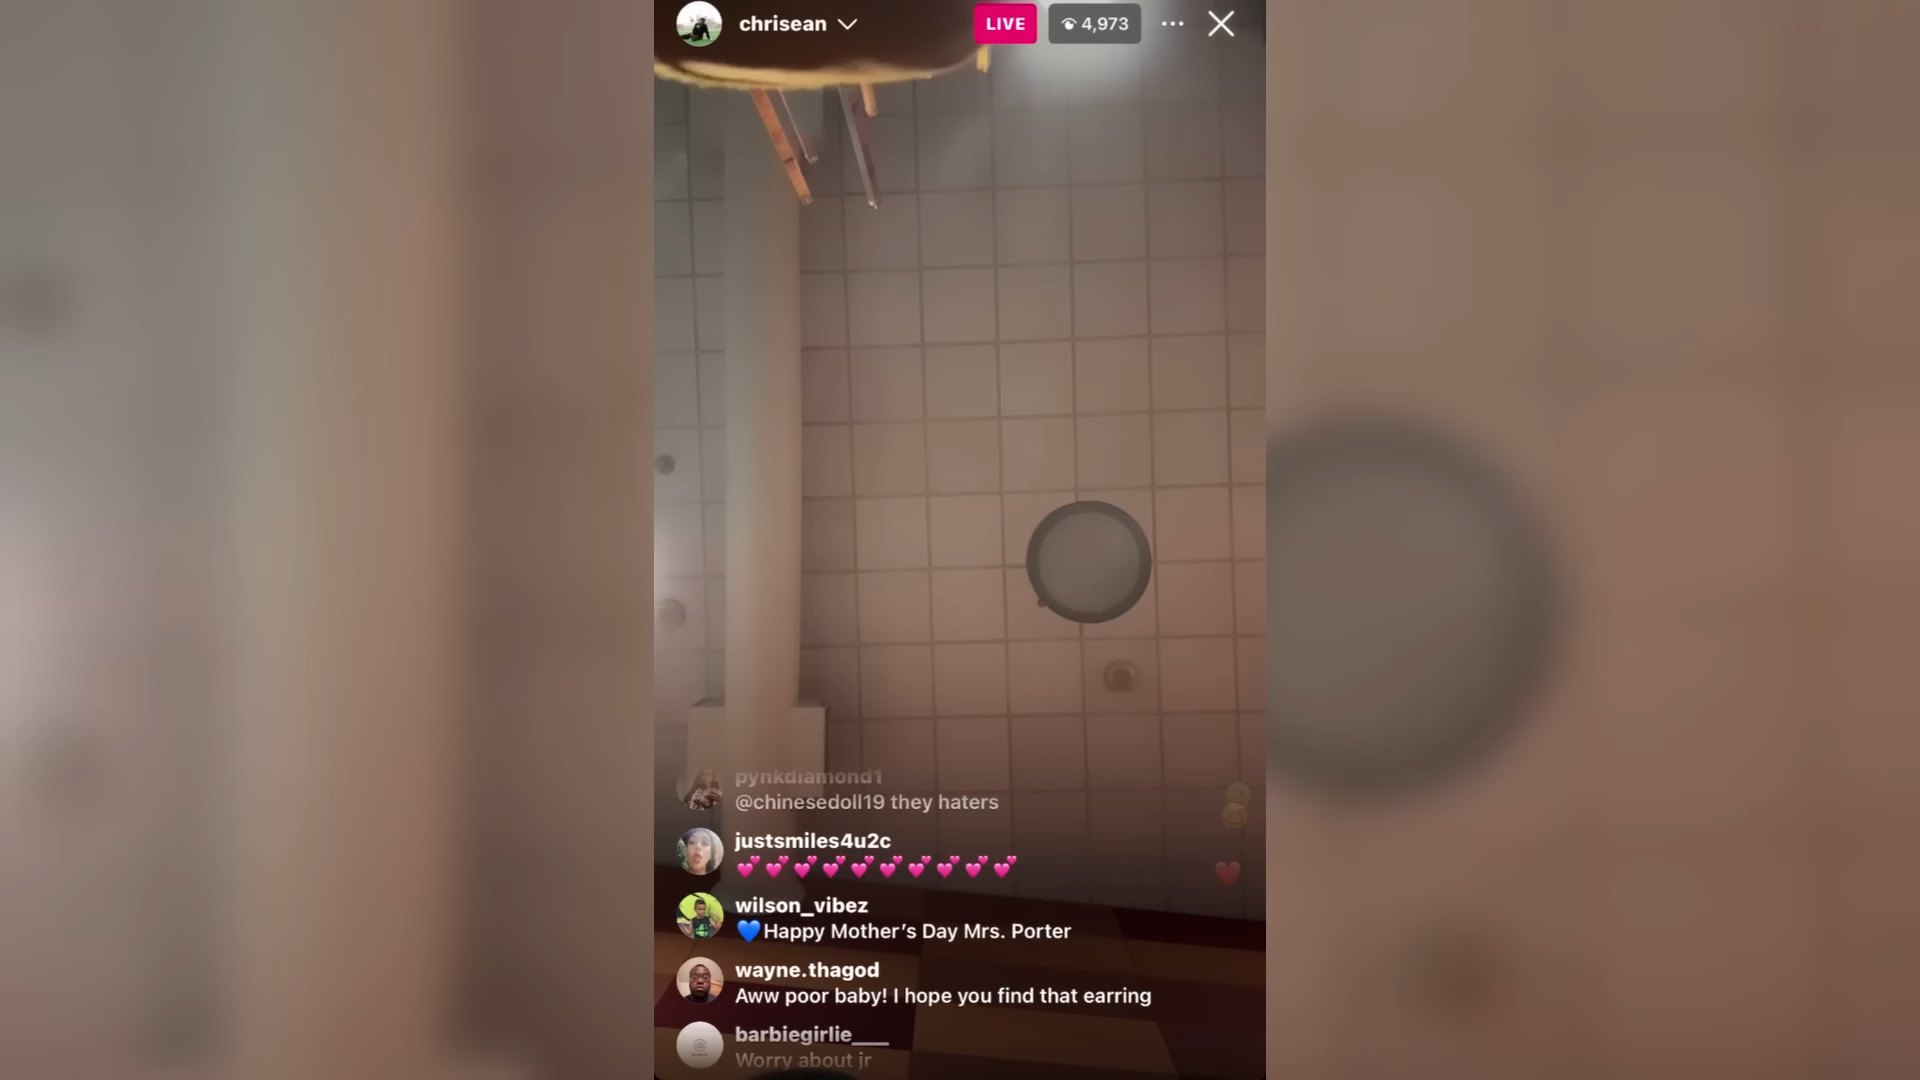 chrisean
LIVE
4,973
pynkdiamond1
@chinesedoll19 they haters
justsmiles4u2c
💕💕💕💕💕💕💕💕💕💕
wilson_vibez
💙Happy Mother's Day Mrs. Porter
wayne.thagod
Aww poor baby! I hope you find that earring
barbiegirlie___
Worry about jr